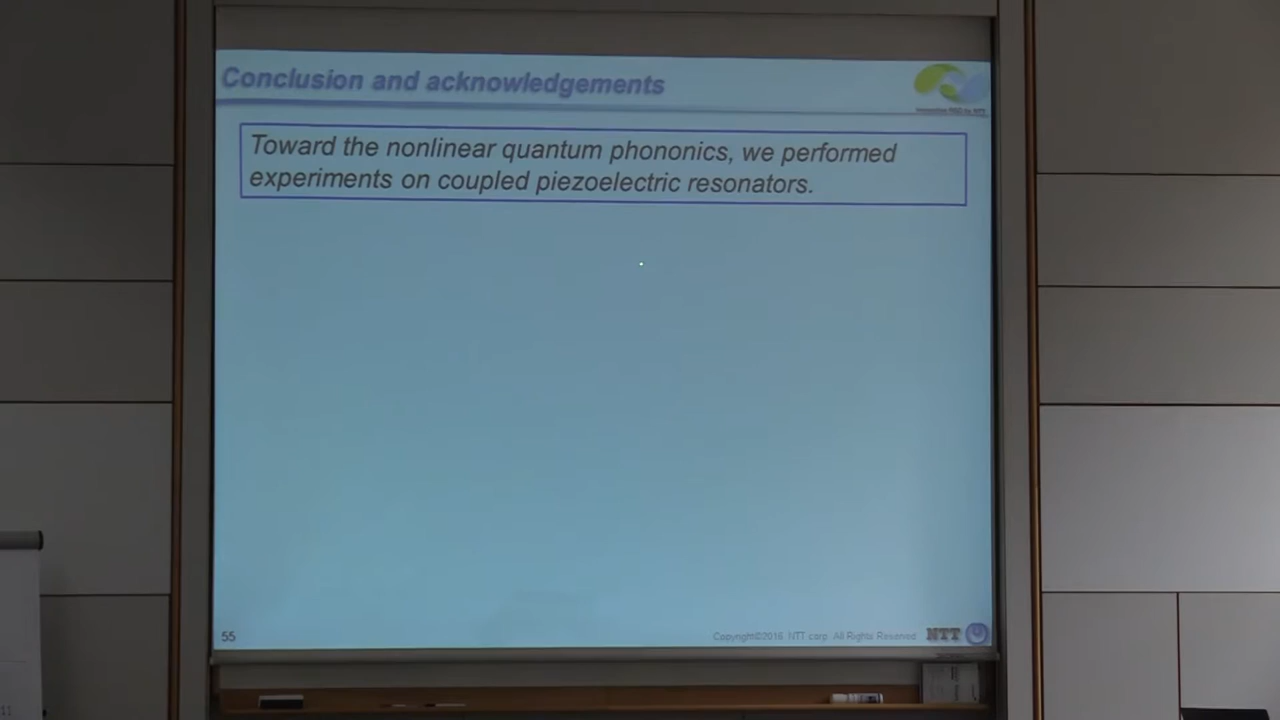 Conclusion and acknowledgements
Toward the nonlinear quantum phononics, we performed
experiments on coupled piezoelectric resonators.
55
Copyright©2016 NTT corp. All Rights Reserved.
NTT